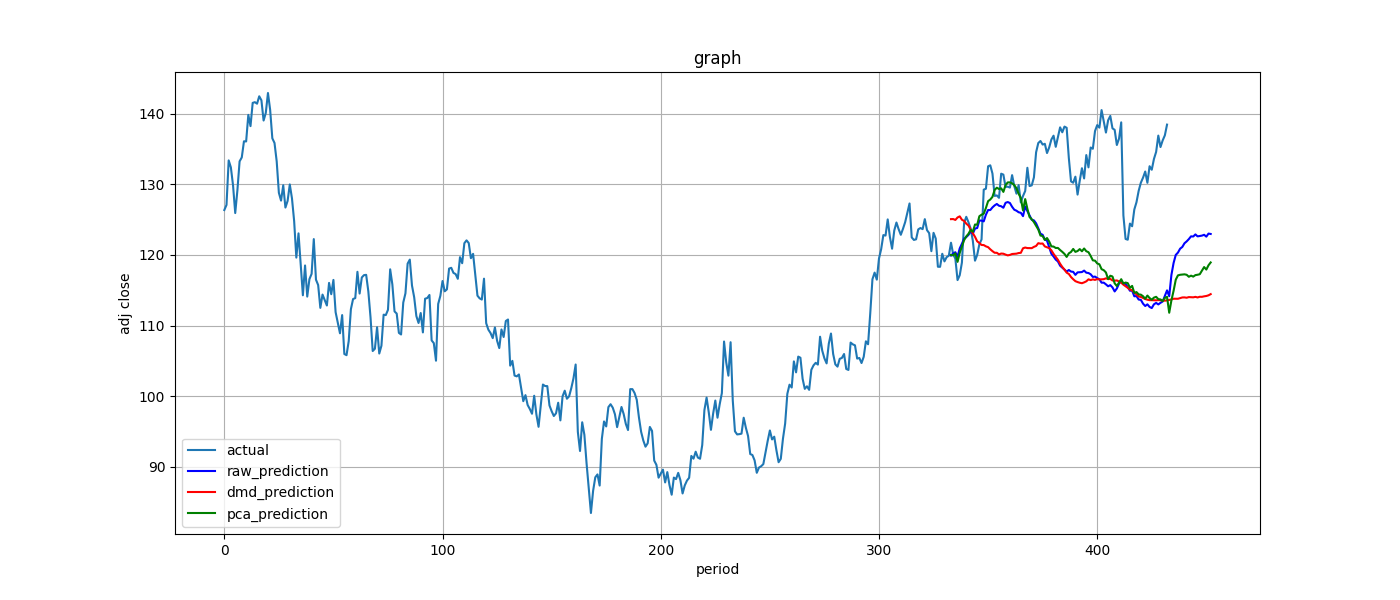 graph
adj close
140
130
120
110
100
90
actual
raw_prediction
dmd_prediction
pca_prediction
0 100 200 300 400
period